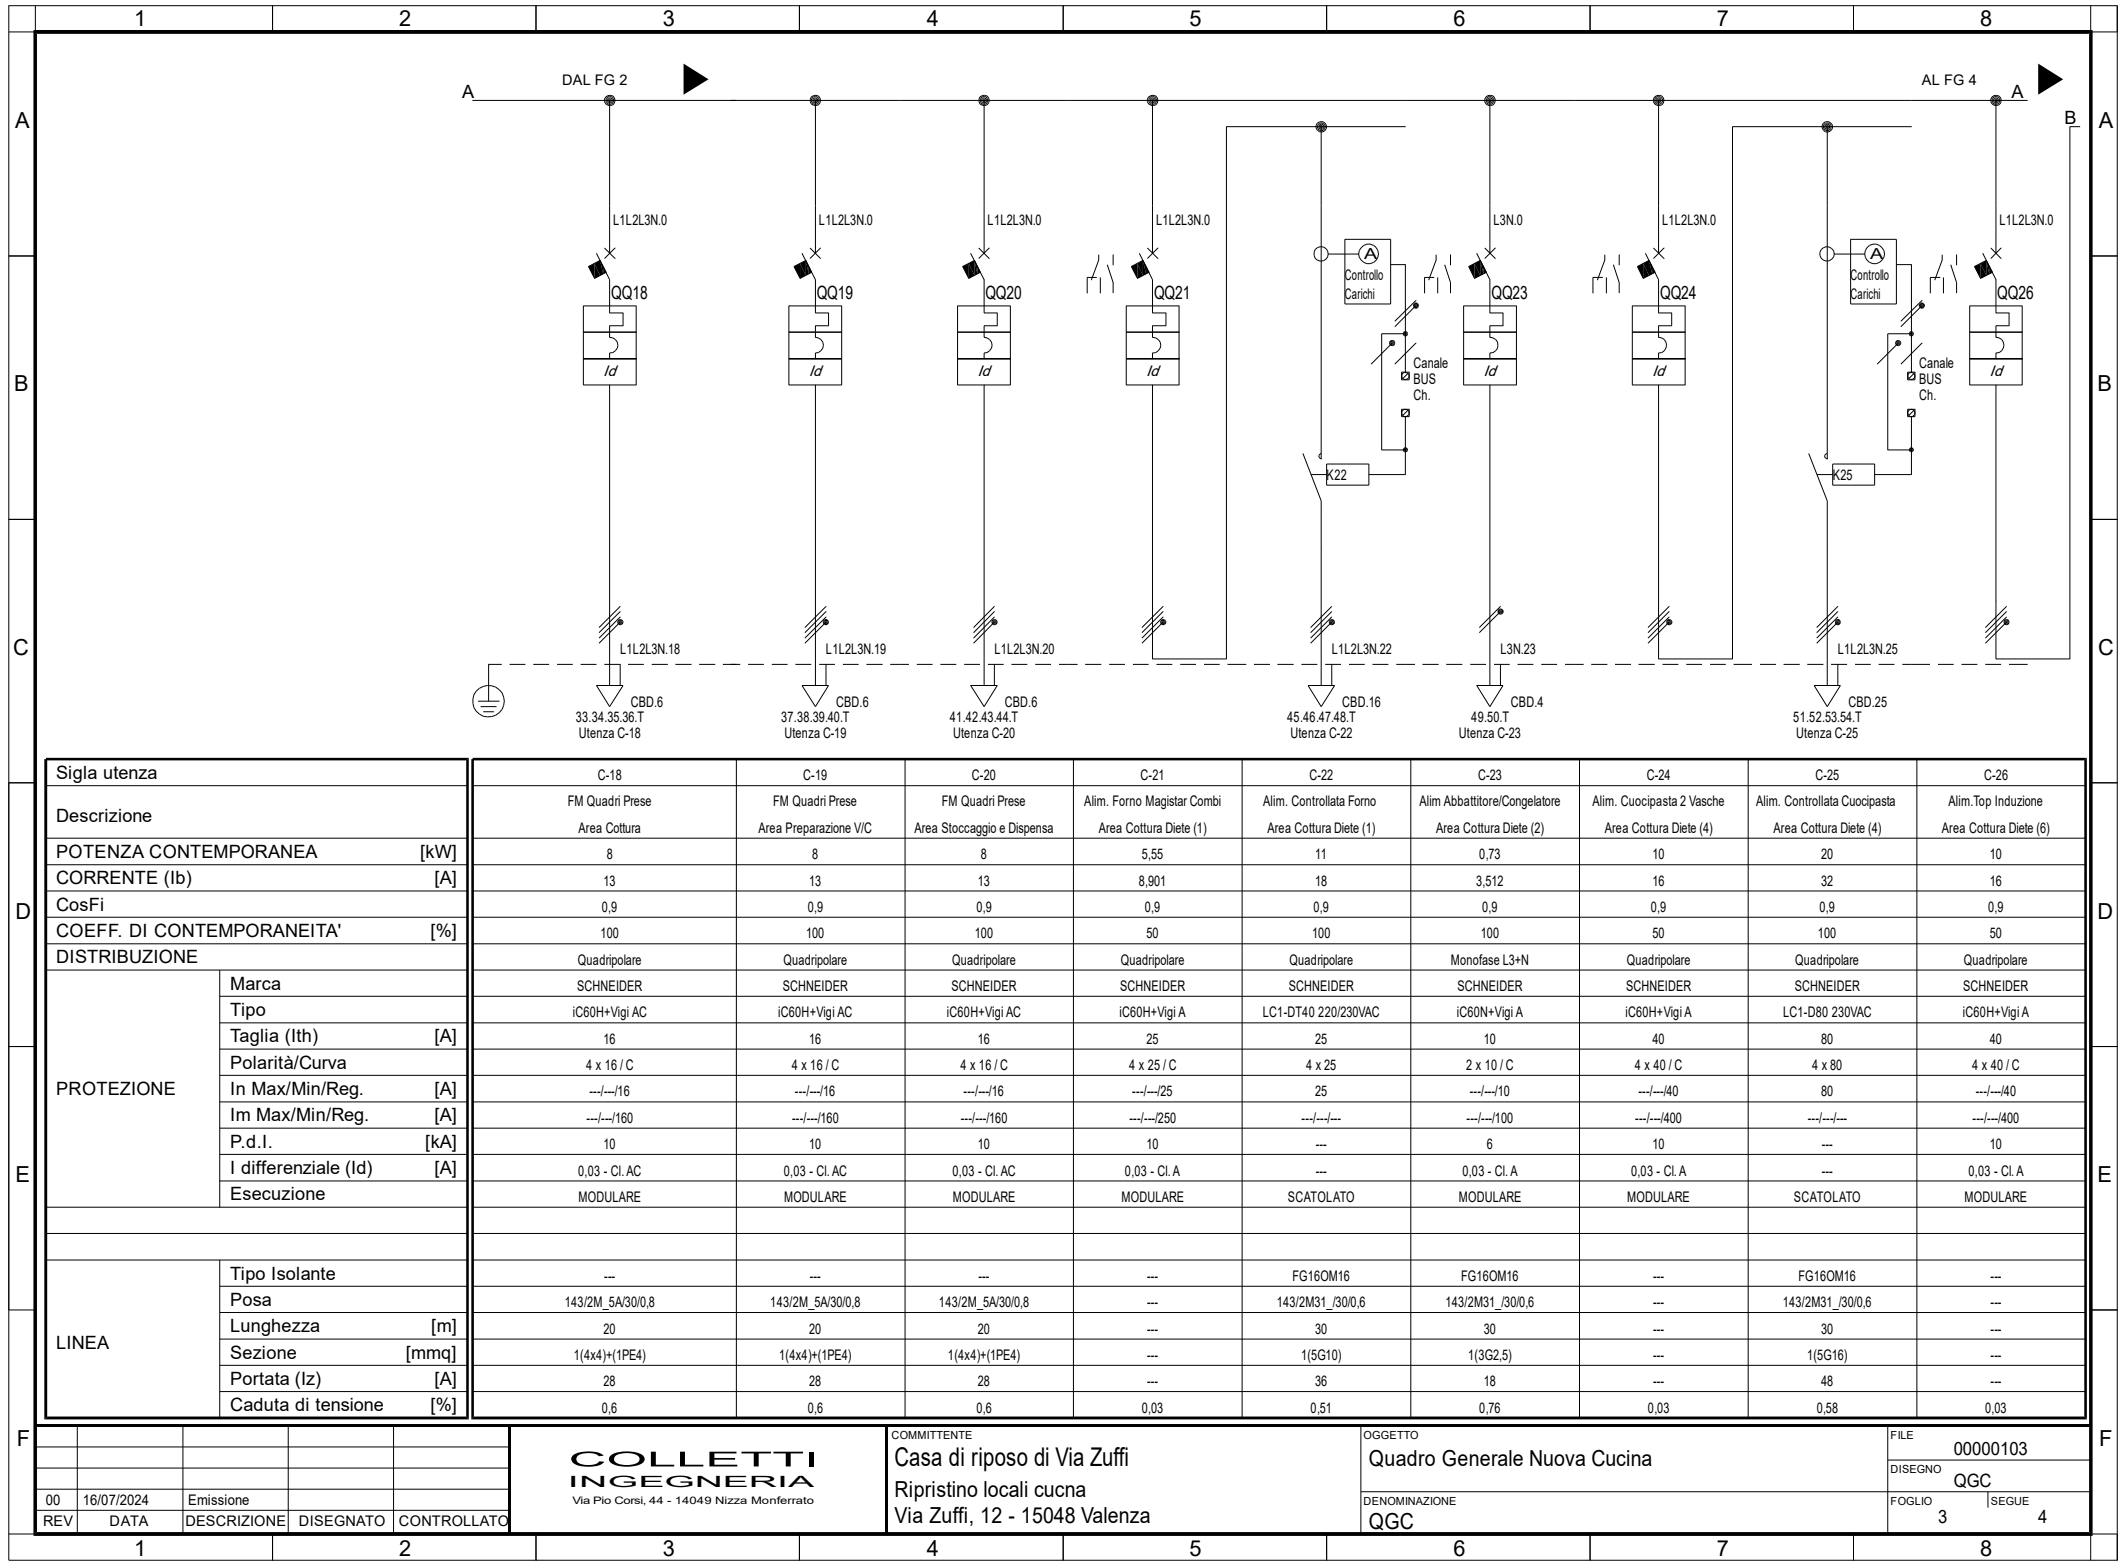 1 2 3 4 5 6 7 8
A
B
C
D
E
F
A
B
C
D
E
F
DAL FG 2
AL FG 4
A
A
B
L1L2L3N.0 L1L2L3N.0 L1L2L3N.0 L1L2L3N.0 L3N.0 L1L2L3N.0 L1L2L3N.0
A
Controllo
Carichi
A
Controllo
Carichi
QQ18 QQ19 QQ20 QQ21 QQ23 QQ24 QQ26
Id Id Id Id Id Id Id
Canale
BUS
Ch.
Canale
BUS
Ch.
K22 K25
L1L2L3N.18 L1L2L3N.19 L1L2L3N.20 L1L2L3N.22 L3N.23 L1L2L3N.25
CBD.6 CBD.6 CBD.6 CBD.16 CBD.4 CBD.25
33.34.35.36.T 37.38.39.40.T 41.42.43.44.T 45.46.47.48.T 49.50.T 51.52.53.54.T
Utenza C-18 Utenza C-19 Utenza C-20 Utenza C-22 Utenza C-23 Utenza C-25
Sigla utenza C-18 C-19 C-20 C-21 C-22 C-23 C-24 C-25 C-26
Descrizione
FM Quadri Prese FM Quadri Prese FM Quadri Prese Alim. Forno Magistar Combi Alim. Controllata Forno Alim Abbattitore/Congelatore Alim. Cuocipasta 2 Vasche Alim. Controllata Cuocipasta Alim.Top Induzione
Area Cottura Area Preparazione V/C Area Stoccaggio e Dispensa Area Cottura Diete (1) Area Cottura Diete (1) Area Cottura Diete (2) Area Cottura Diete (4) Area Cottura Diete (4) Area Cottura Diete (6)
POTENZA CONTEMPORANEA [kW] 8 8 8 5,55 11 0,73 10 20 10
CORRENTE (Ib) [A] 13 13 13 8,901 18 3,512 16 32 16
CosFi 0,9 0,9 0,9 0,9 0,9 0,9 0,9 0,9 0,9
COEFF. DI CONTEMPORANEITA' [%] 100 100 100 50 100 100 50 100 50
DISTRIBUZIONE Quadripolare Quadripolare Quadripolare Quadripolare Quadripolare Monofase L3+N Quadripolare Quadripolare Quadripolare
PROTEZIONE
Marca SCHNEIDER SCHNEIDER SCHNEIDER SCHNEIDER SCHNEIDER SCHNEIDER SCHNEIDER SCHNEIDER SCHNEIDER
Tipo iC60H+Vigi AC iC60H+Vigi AC iC60H+Vigi AC iC60H+Vigi A LC1-DT40 220/230VAC iC60N+Vigi A iC60H+Vigi A LC1-D80 230VAC iC60H+Vigi A
Taglia (Ith) [A] 16 16 16 25 25 10 40 80 40
Polarità/Curva 4 x 16 / C 4 x 16 / C 4 x 16 / C 4 x 25 / C 4 x 25 2 x 10 / C 4 x 40 / C 4 x 80 4 x 40 / C
In Max/Min/Reg. [A] ---/---/16 ---/---/16 ---/---/16 ---/---/25 25 ---/---/10 ---/---/40 80 ---/---/40
Im Max/Min/Reg. [A] ---/---/160 ---/---/160 ---/---/160 ---/---/250 ---/---/--- ---/---/100 ---/---/400 ---/---/--- ---/---/400
P.d.I. [kA] 10 10 10 10 --- 6 10 --- 10
I differenziale (Id) [A] 0,03 - Cl. AC 0,03 - Cl. AC 0,03 - Cl. AC 0,03 - Cl. A --- 0,03 - Cl. A 0,03 - Cl. A --- 0,03 - Cl. A
Esecuzione MODULARE MODULARE MODULARE MODULARE SCATOLATO MODULARE MODULARE SCATOLATO MODULARE
LINEA
Tipo Isolante --- --- --- --- FG16OM16 FG16OM16 --- FG16OM16 ---
Posa 143/2M_5A/30/0,8 143/2M_5A/30/0,8 143/2M_5A/30/0,8 --- 143/2M31_/30/0,6 143/2M31_/30/0,6 --- 143/2M31_/30/0,6 ---
Lunghezza [m] 20 20 20 --- 30 30 --- 30 ---
Sezione [mmq] 1(4x4)+(1PE4) 1(4x4)+(1PE4) 1(4x4)+(1PE4) --- 1(5G10) 1(3G2,5) --- 1(5G16) ---
Portata (Iz) [A] 28 28 28 --- 36 18 --- 48 ---
Caduta di tensione [%] 0,6 0,6 0,6 0,03 0,51 0,76 0,03 0,58 0,03
00 16/07/2024 Emissione
REV DATA DESCRIZIONE DISEGNATO CONTROLLATO
COLLETTI
INGEGNERIA
Via Pio Corsi, 44 - 14049 Nizza Monferrato
COMMITTENTE
Casa di riposo di Via Zuffi
Ripristino locali cucna
Via Zuffi, 12 - 15048 Valenza
OGGETTO
Quadro Generale Nuova Cucina
DENOMINAZIONE
QGC
FILE
00000103
DISEGNO
QGC
FOGLIO SEGUE
3 4
1 2 3 4 5 6 7 8